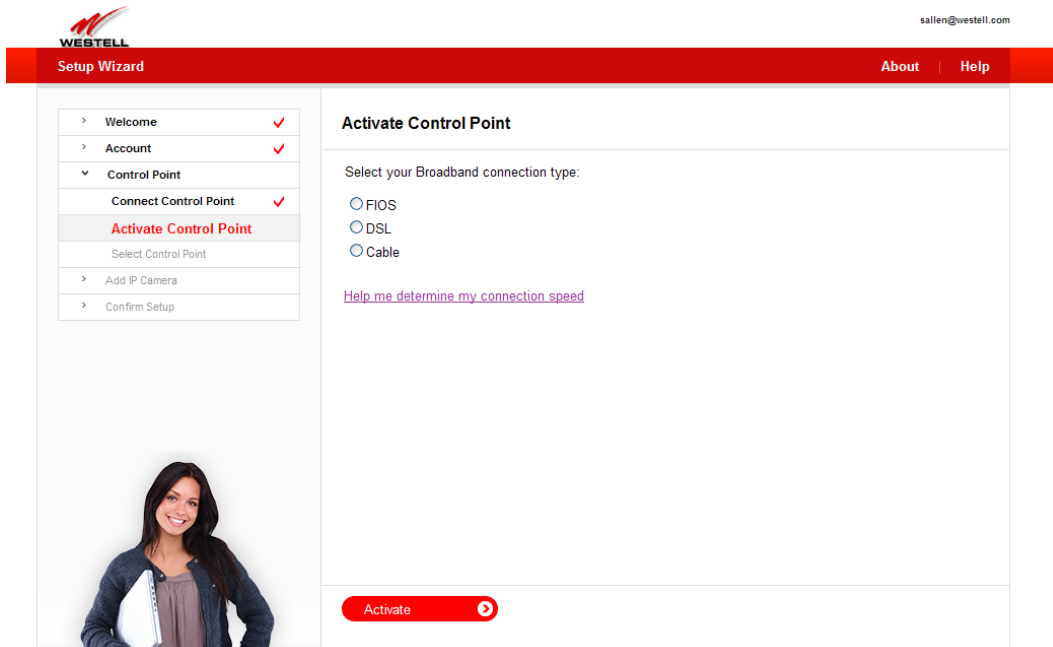 WESTELL
sallen@westell.com
Setup Wizard
About
Help
Welcome
Account
Control Point
Connect Control Point
Activate Control Point
Select Control Point
Add IP Camera
Confirm Setup
Activate Control Point
Select your Broadband connection type:
FIOS
DSL
Cable
Help me determine my connection speed
Activate